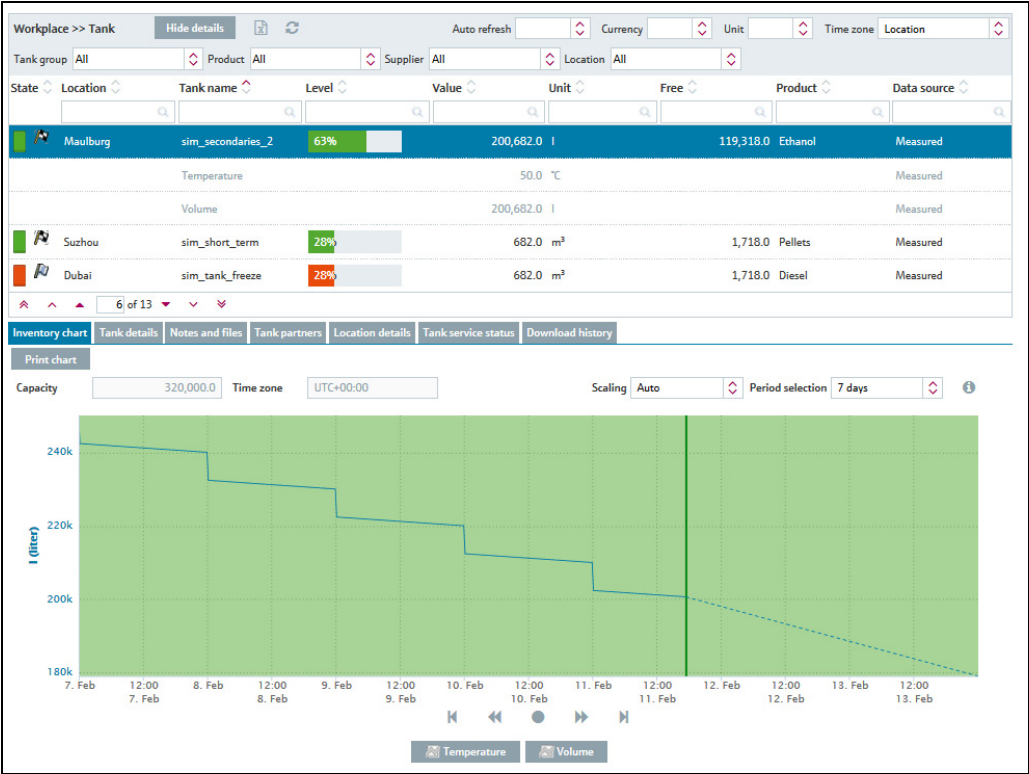 Workplace >> Tank Hide details Auto refresh Currency Unit Time zone Location
Tank group All Product All Supplier All Location All
State Location Tank name Level Value Unit Free Product Data source
Maulburg sim_secondaries_2 63% 200,682.0 l 119,318.0 Ethanol Measured
Temperature 50.0 °C Measured
Volume 200,682.0 l Measured
Suzhou sim_short_term 28% 682.0 m³ 1,718.0 Pellets Measured
Dubai sim_tank_freeze 28% 682.0 m³ 1,718.0 Diesel Measured
6 of 13
Inventory chart Tank details Notes and files Tank partners Location details Tank service status Download history
Print chart
Capacity 320,000.0 Time zone UTC+00:00 Scaling Auto Period selection 7 days
240k
220k
l (liter)
200k
180k
7. Feb 12:00 8. Feb 12:00 9. Feb 12:00 10. Feb 12:00 11. Feb 12:00 12. Feb 12:00 13. Feb 12:00
7. Feb 8. Feb 9. Feb 10. Feb 11. Feb 12. Feb 13. Feb
Temperature Volume